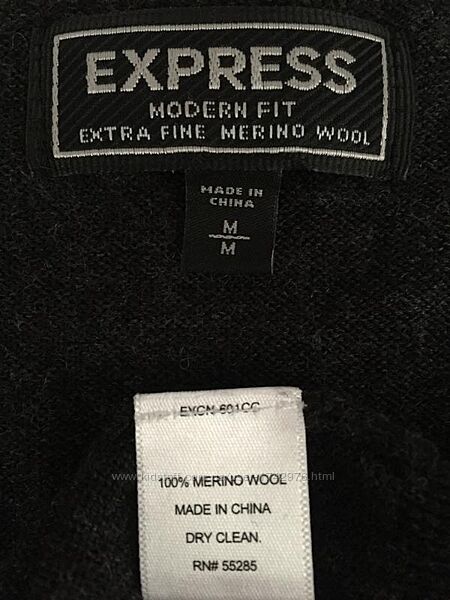 EXPRESS
MODERN FIT
EXTRA FINE MERINO WOOL
MADE IN
CHINA
M
M
100% MERINO WOOL
MADE IN CHINA
DRY CLEAN.
RN# 55285